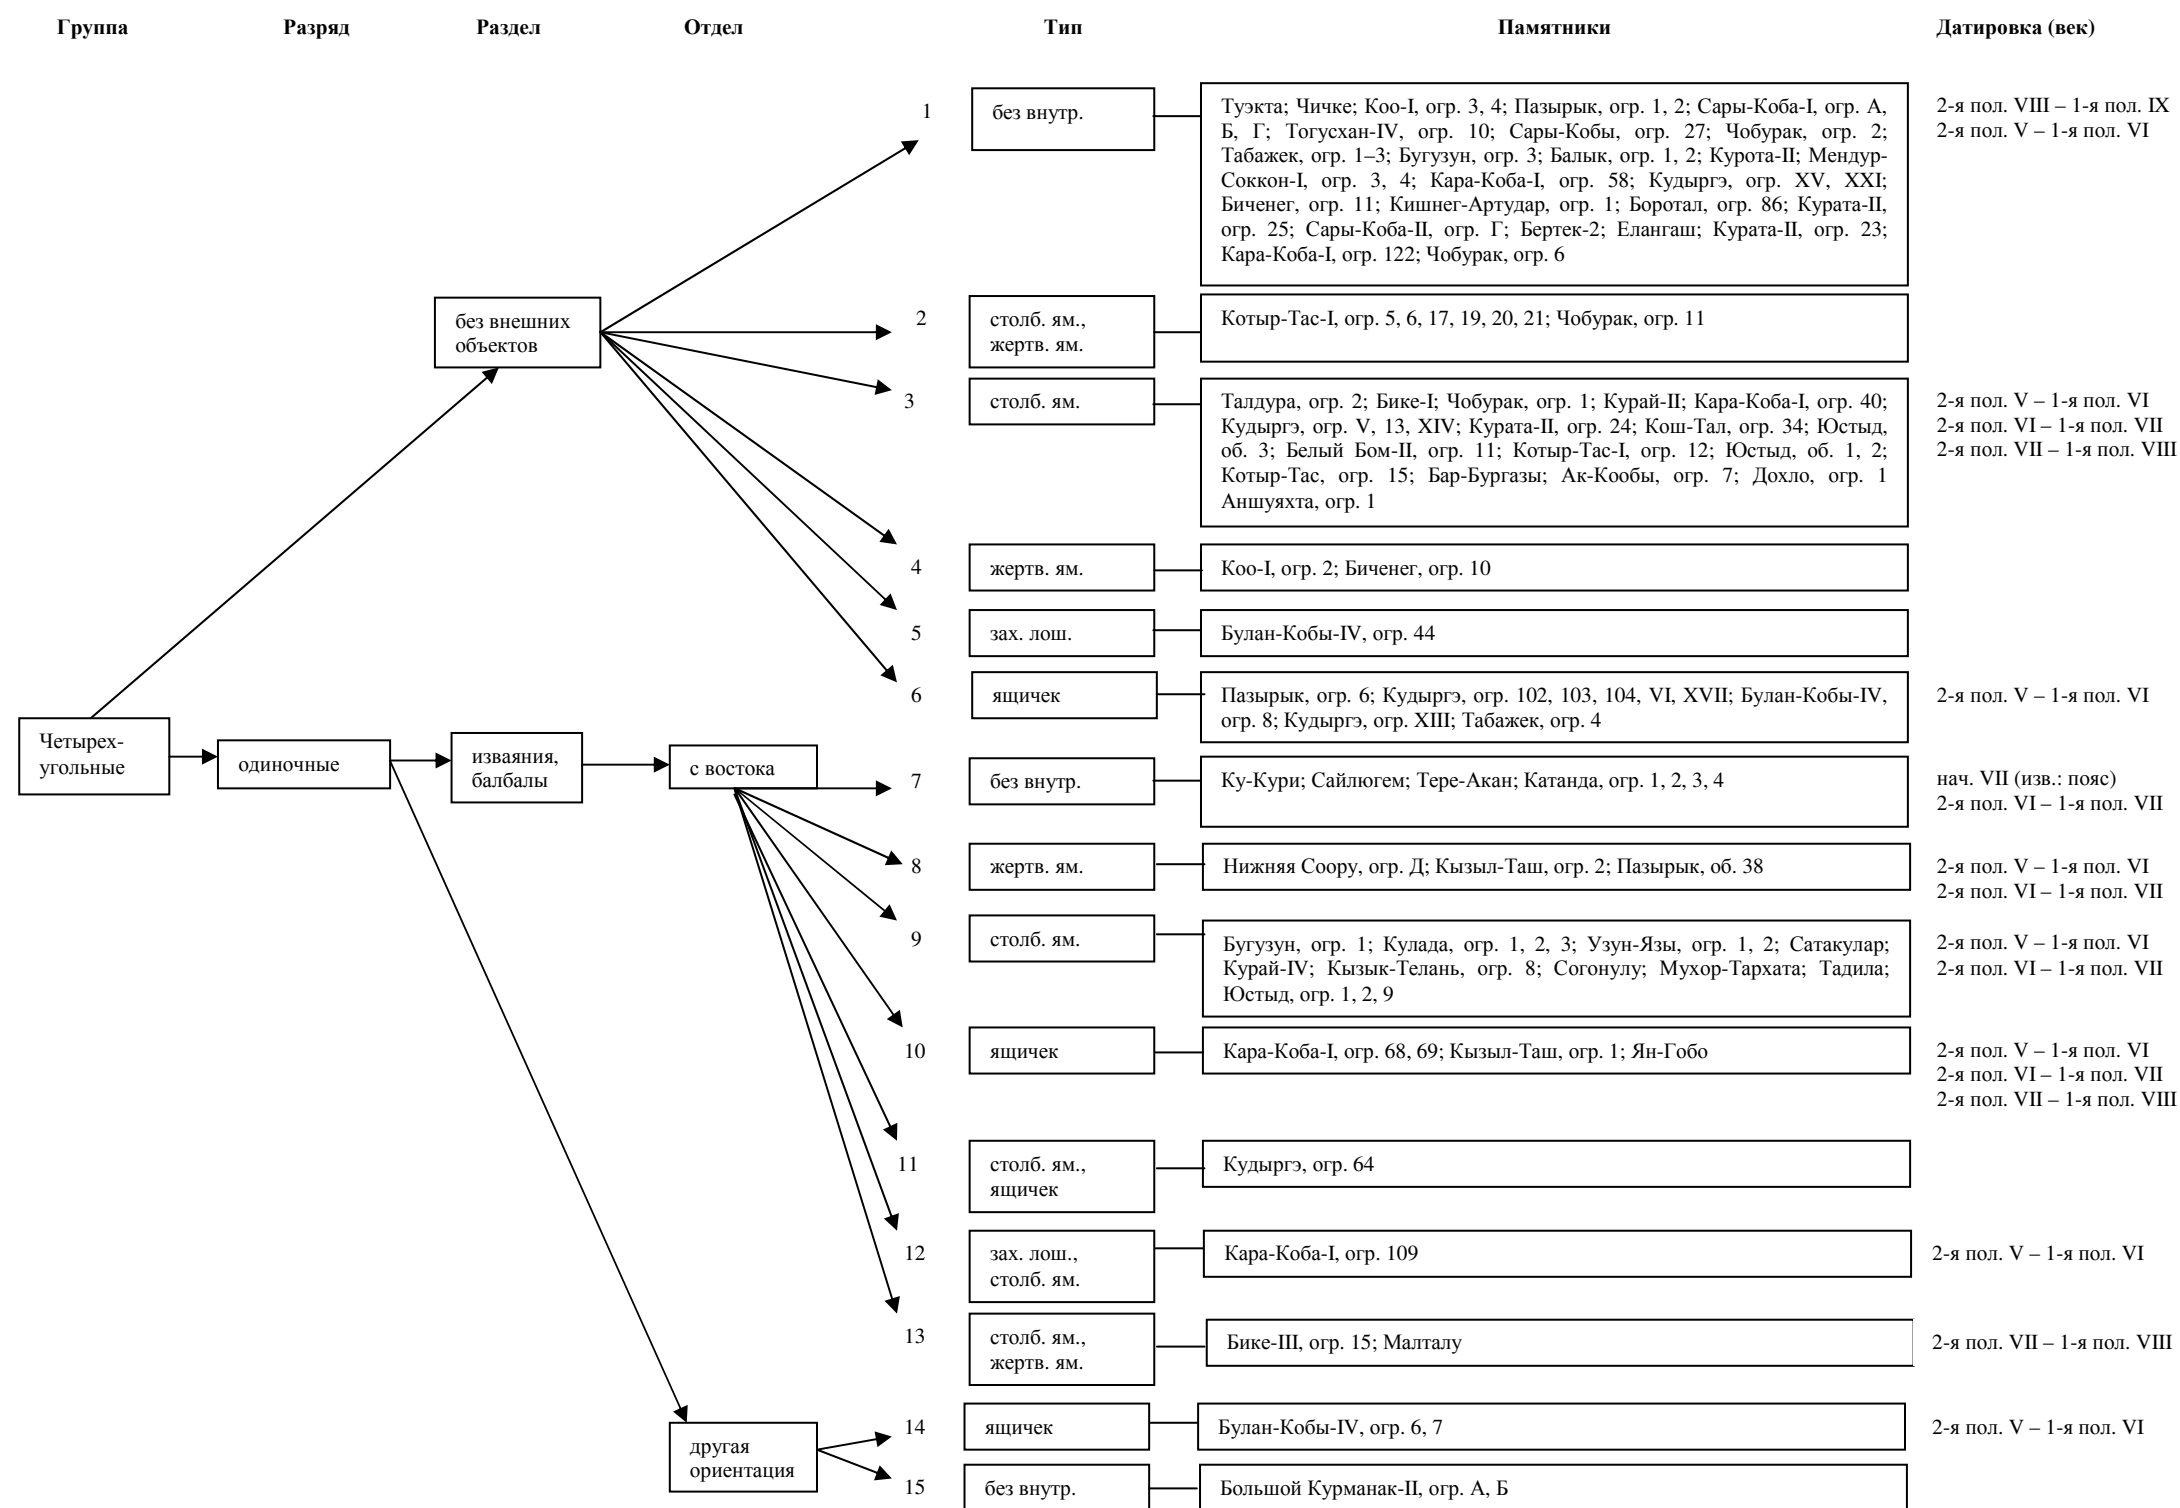 Группа Разряд Раздел Отдел Тип Памятники Датировка (век)
1
без внутр.
Туэкта; Чичке; Коо-I, огр. 3, 4; Пазырык, огр. 1, 2; Сары-Коба-I, огр. А,
Б, Г; Тогусхан-IV, огр. 10; Сары-Кобы, огр. 27; Чобурак, огр. 2;
Табажек, огр. 1–3; Бугузун, огр. 3; Балык, огр. 1, 2; Курота-II; Мендур-
Соккон-I, огр. 3, 4; Кара-Коба-I, огр. 58; Кудыргэ, огр. XV, XXI;
Биченег, огр. 11; Кишнег-Артудар, огр. 1; Боротал, огр. 86; Курата-II,
огр. 25; Сары-Коба-II, огр. Г; Бертек-2; Елангаш; Курата-II, огр. 23;
Кара-Коба-I, огр. 122; Чобурак, огр. 6
2-я пол. VIII – 1-я пол. IX
2-я пол. V – 1-я пол. VI
без внешних
объектов
2
столб. ям.,
жертв. ям.
Котыр-Тас-I, огр. 5, 6, 17, 19, 20, 21; Чобурак, огр. 11
3
столб. ям.
Талдура, огр. 2; Бике-I; Чобурак, огр. 1; Курай-II; Кара-Коба-I, огр. 40;
Кудыргэ, огр. V, 13, XIV; Курата-II, огр. 24; Кош-Тал, огр. 34; Юстыд,
об. 3; Белый Бом-II, огр. 11; Котыр-Тас-I, огр. 12; Юстыд, об. 1, 2;
Котыр-Тас, огр. 15; Бар-Бургазы; Ак-Кообы, огр. 7; Дохло, огр. 1
Аншуяхта, огр. 1
2-я пол. V – 1-я пол. VI
2-я пол. VI – 1-я пол. VII
2-я пол. VII – 1-я пол. VIII
4
жертв. ям.
Коо-I, огр. 2; Биченег, огр. 10
5
зах. лош.
Булан-Кобы-IV, огр. 44
6
ящичек
Пазырык, огр. 6; Кудыргэ, огр. 102, 103, 104, VI, XVII; Булан-Кобы-IV,
огр. 8; Кудыргэ, огр. XIII; Табажек, огр. 4
2-я пол. V – 1-я пол. VI
Четырех-
угольные
одиночные
изваяния,
балбалы
с востока
7
без внутр.
Ку-Кури; Сайлюгем; Тере-Акан; Катанда, огр. 1, 2, 3, 4
нач. VII (изв.: пояс)
2-я пол. VI – 1-я пол. VII
8
жертв. ям.
Нижняя Соору, огр. Д; Кызыл-Таш, огр. 2; Пазырык, об. 38
2-я пол. V – 1-я пол. VI
2-я пол. VI – 1-я пол. VII
9
столб. ям.
Бугузун, огр. 1; Кулада, огр. 1, 2, 3; Узун-Язы, огр. 1, 2; Сатакулар;
Курай-IV; Кызык-Телань, огр. 8; Согонулу; Мухор-Тархата; Тадила;
Юстыд, огр. 1, 2, 9
2-я пол. V – 1-я пол. VI
2-я пол. VI – 1-я пол. VII
10
ящичек
Кара-Коба-I, огр. 68, 69; Кызыл-Таш, огр. 1; Ян-Гобо
2-я пол. V – 1-я пол. VI
2-я пол. VI – 1-я пол. VII
2-я пол. VII – 1-я пол. VIII
11
столб. ям.,
ящичек
Кудыргэ, огр. 64
12
зах. лош.,
столб. ям.
Кара-Коба-I, огр. 109
2-я пол. V – 1-я пол. VI
13
столб. ям.,
жертв. ям.
Бике-III, огр. 15; Малталу
2-я пол. VII – 1-я пол. VIII
другая
ориентация
14
ящичек
Булан-Кобы-IV, огр. 6, 7
2-я пол. V – 1-я пол. VI
15
без внутр.
Большой Курманак-II, огр. А, Б